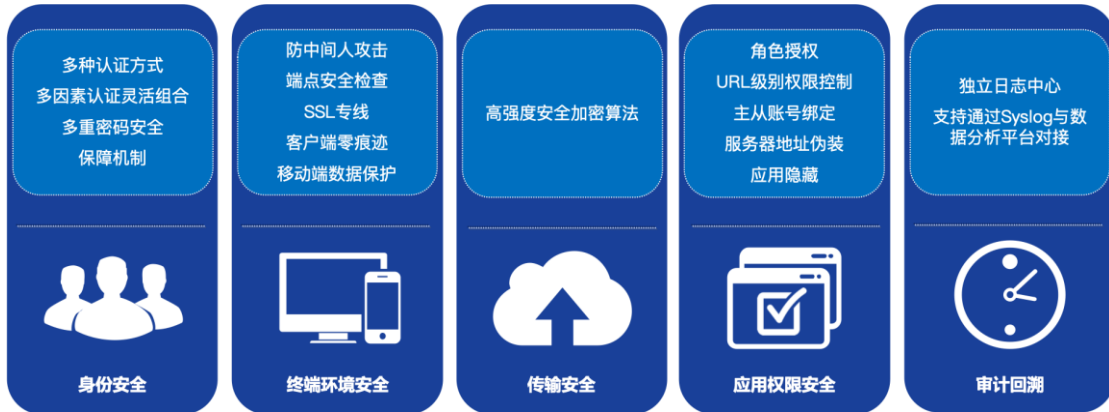 多种认证方式
多因素认证灵活组合
多重密码安全
保障机制
身份安全
防中间人攻击
端点安全检查
SSL专线
客户端零痕迹
移动端数据保护
终端环境安全
高强度安全加密算法
传输安全
角色授权
URL级别权限控制
主从账号绑定
服务器地址伪装
应用隐藏
应用权限安全
独立日志中心
支持通过Syslog与数
据分析平台对接
审计回溯